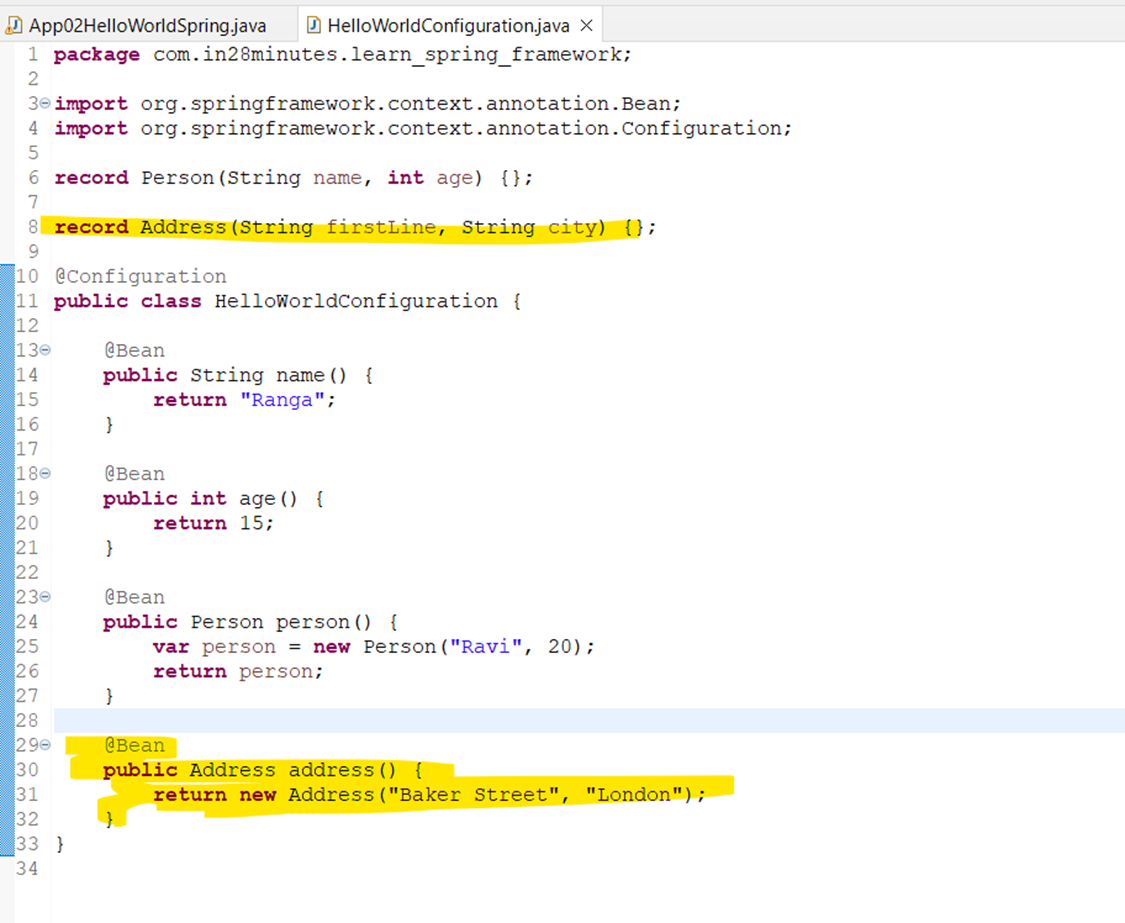 App02HelloWorldSpring.java HelloWorldConfiguration.java
1 package com.in28minutes.learn_spring_framework;
2
3 import org.springframework.context.annotation.Bean;
4 import org.springframework.context.annotation.Configuration;
5
6 record Person(String name, int age) {};
7
8 record Address(String firstLine, String city) {};
9
10 @Configuration
11 public class HelloWorldConfiguration {
12
13 @Bean
14 public String name() {
15 return "Ranga";
16 }
17
18 @Bean
19 public int age() {
20 return 15;
21 }
22
23 @Bean
24 public Person person() {
25 var person = new Person("Ravi", 20);
26 return person;
27 }
28
29 @Bean
30 public Address address() {
31 return new Address("Baker Street", "London");
32 }
33 }
34